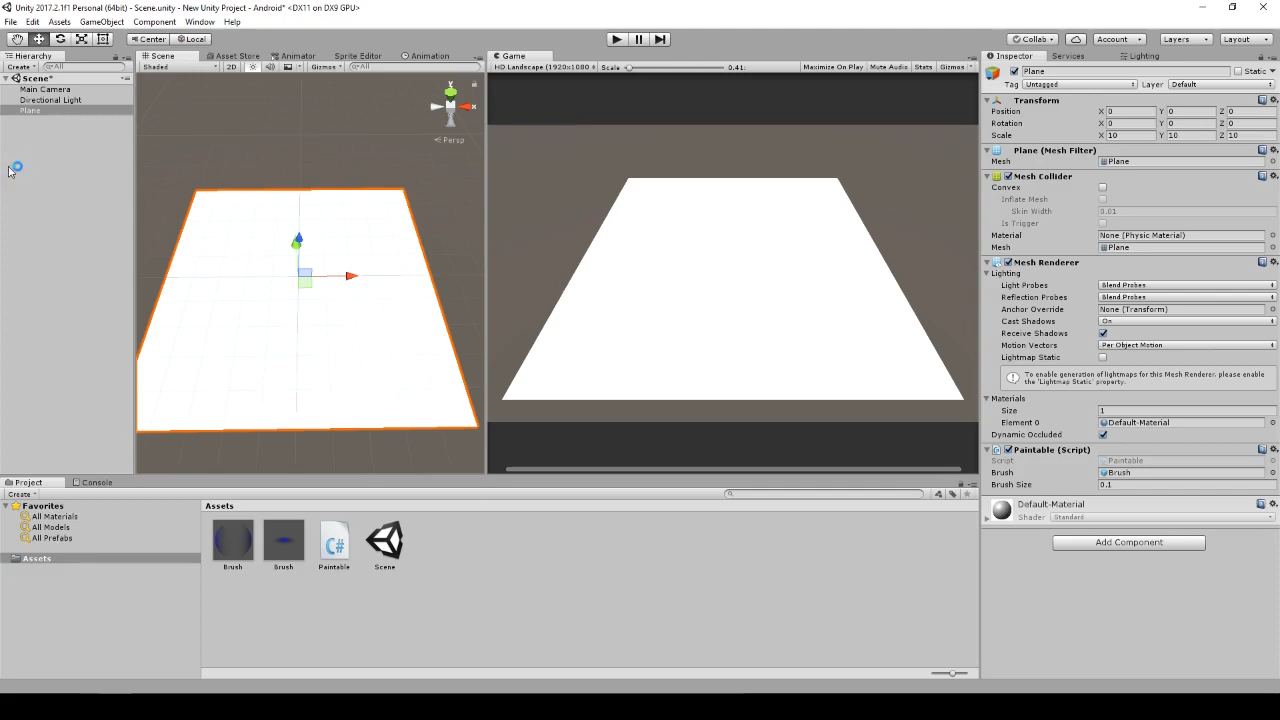 Unity 2017.2.1f1 Personal (64bit) - Scene.unity - New Unity Project - Android* <DX11 on DX9 GPU>
File Edit Assets GameObject Component Window Help
Center Local Collab Account Layers Layout
Hierarchy Scene Asset Store Animator Sprite Editor Animation Game Inspector Services Lighting
Create All Shaded 2D Gizmos All HD Landscape (1920x1080 Scale 0.41: Maximize On Play Mute Audio Stats Gizmos Plane Static
Scene*
Main Camera
Directional Light
Plane
y
x
Persp
Tag Untagged Layer Default
Transform
Position X 0 Y 0 Z 0
Rotation X 0 Y 0 Z 0
Scale X 10 Y 10 Z 10
Plane (Mesh Filter)
Mesh Plane
Mesh Collider
Convex
Inflate Mesh
Skin Width 0.01
Is Trigger
Material None (Physic Material)
Mesh Plane
Mesh Renderer
Lighting
Light Probes Blend Probes
Reflection Probes Blend Probes
Anchor Override None (Transform)
Cast Shadows On
Receive Shadows
Motion Vectors Per Object Motion
Lightmap Static
To enable generation of lightmaps for this Mesh Renderer, please enable
the 'Lightmap Static' property.
Materials
Size 1
Element 0 Default-Material
Dynamic Occluded
Paintable (Script)
Script Paintable
Brush Brush
Brush Size 0.1
Default-Material
Shader Standard
Add Component
Project Console
Create
Favorites
All Materials
All Models
All Prefabs
Assets
Assets
Brush Brush Paintable Scene
C#